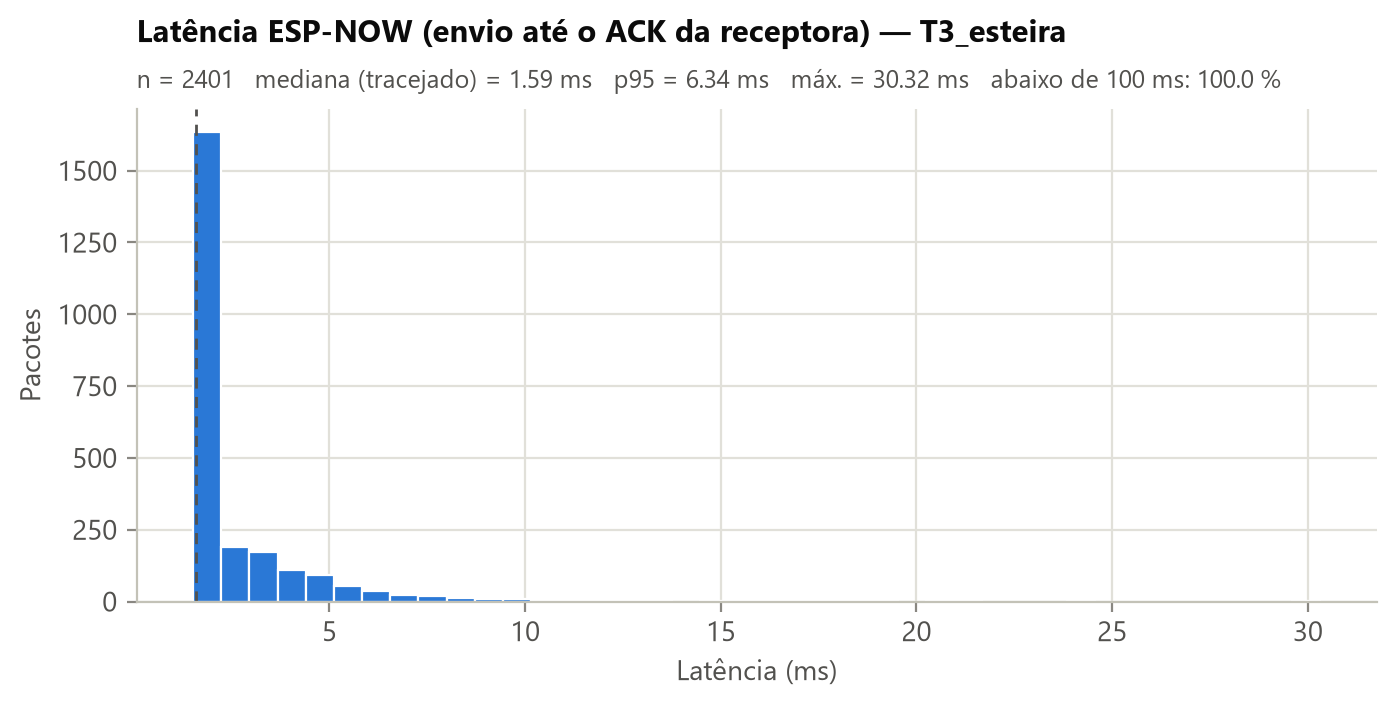 Latência ESP-NOW (envio até o ACK da receptora) — T3_esteira
n = 2401   mediana (tracejado) = 1.59 ms   p95 = 6.34 ms   máx. = 30.32 ms   abaixo de 100 ms: 100.0 %
1500
1250
1000
750
500
250
0
Pacotes
5 10 15 20 25 30
Latência (ms)